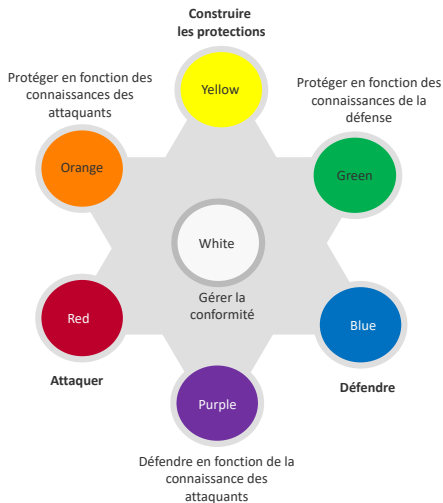 Construire
les protections
Yellow
Protéger en fonction des
connaissances des
attaquants
Protéger en fonction des
connaissances de la
défense
Orange
Green
White
Gérer la
conformité
Red
Blue
Attaquer
Défendre
Purple
Défendre en fonction de la
connaissance des
attaquants